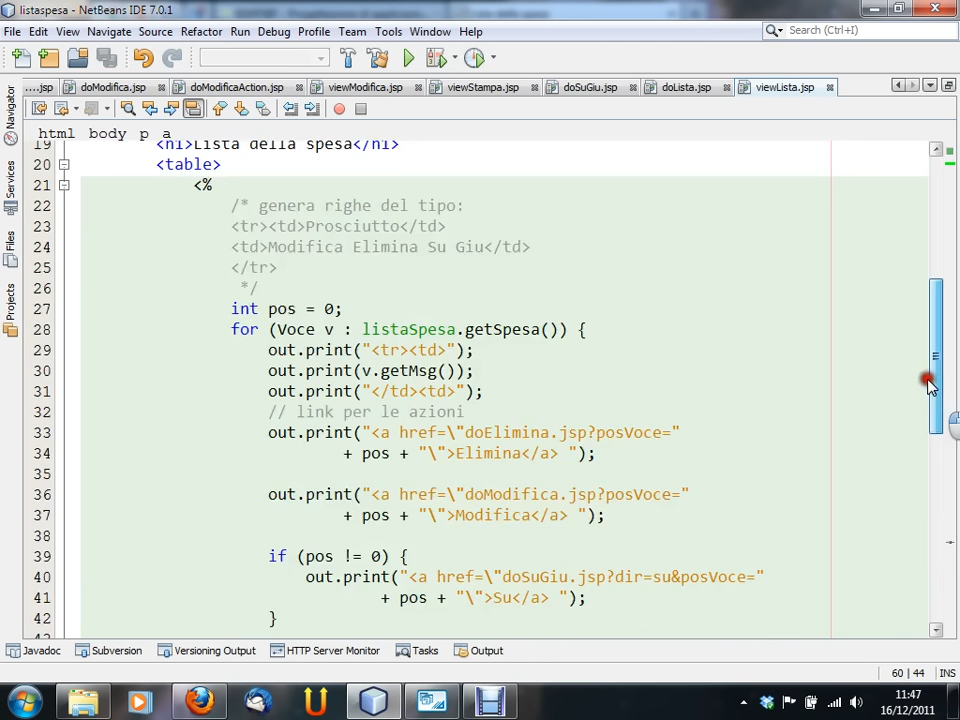 listaspesa - NetBeans IDE 7.0.1
File Edit View Navigate Source Refactor Run Debug Profile Team Tools Window Help
Search (Ctrl+I)
....jsp doModifica.jsp doModificaAction.jsp viewModifica.jsp viewStampa.jsp doSuGiu.jsp doLista.jsp viewLista.jsp
html body p a
Navigator
Services
Files
Projects
19 <h1>Lista della spesa</h1>
20 <table>
21 <%
22 /* genera righe del tipo:
23 <tr><td>Prosciutto</td>
24 <td>Modifica Elimina Su Giu</td>
25 </tr>
26 */
27 int pos = 0;
28 for (Voce v : listaSpesa.getSpesa()) {
29 out.print("<tr><td>");
30 out.print(v.getMsg());
31 out.print("</td><td>");
32 // link per le azioni
33 out.print("<a href=\"doElimina.jsp?posVoce="
34 + pos + "\">Elimina</a> ");
35
36 out.print("<a href=\"doModifica.jsp?posVoce="
37 + pos + "\">Modifica</a> ");
38
39 if (pos != 0) {
40 out.print("<a href=\"doSuGiu.jsp?dir=su&posVoce="
41 + pos + "\">Su</a> ");
42 }
Javadoc Subversion Versioning Output HTTP Server Monitor Tasks Output
60 | 44 INS
11:47
16/12/2011